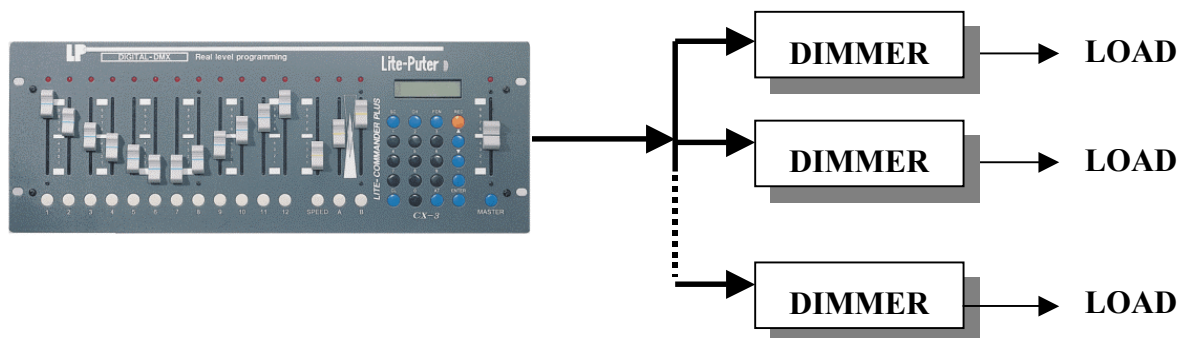 LP
DIGITAL-DMX Real level programming
Lite-Puter
LITE-COMMANDER PLUS
REC
ENTER
1 2 3 4 5 6 7 8 9 10 11 12 SPEED A B
MASTER
CX-3
DIMMER LOAD
DIMMER LOAD
DIMMER LOAD